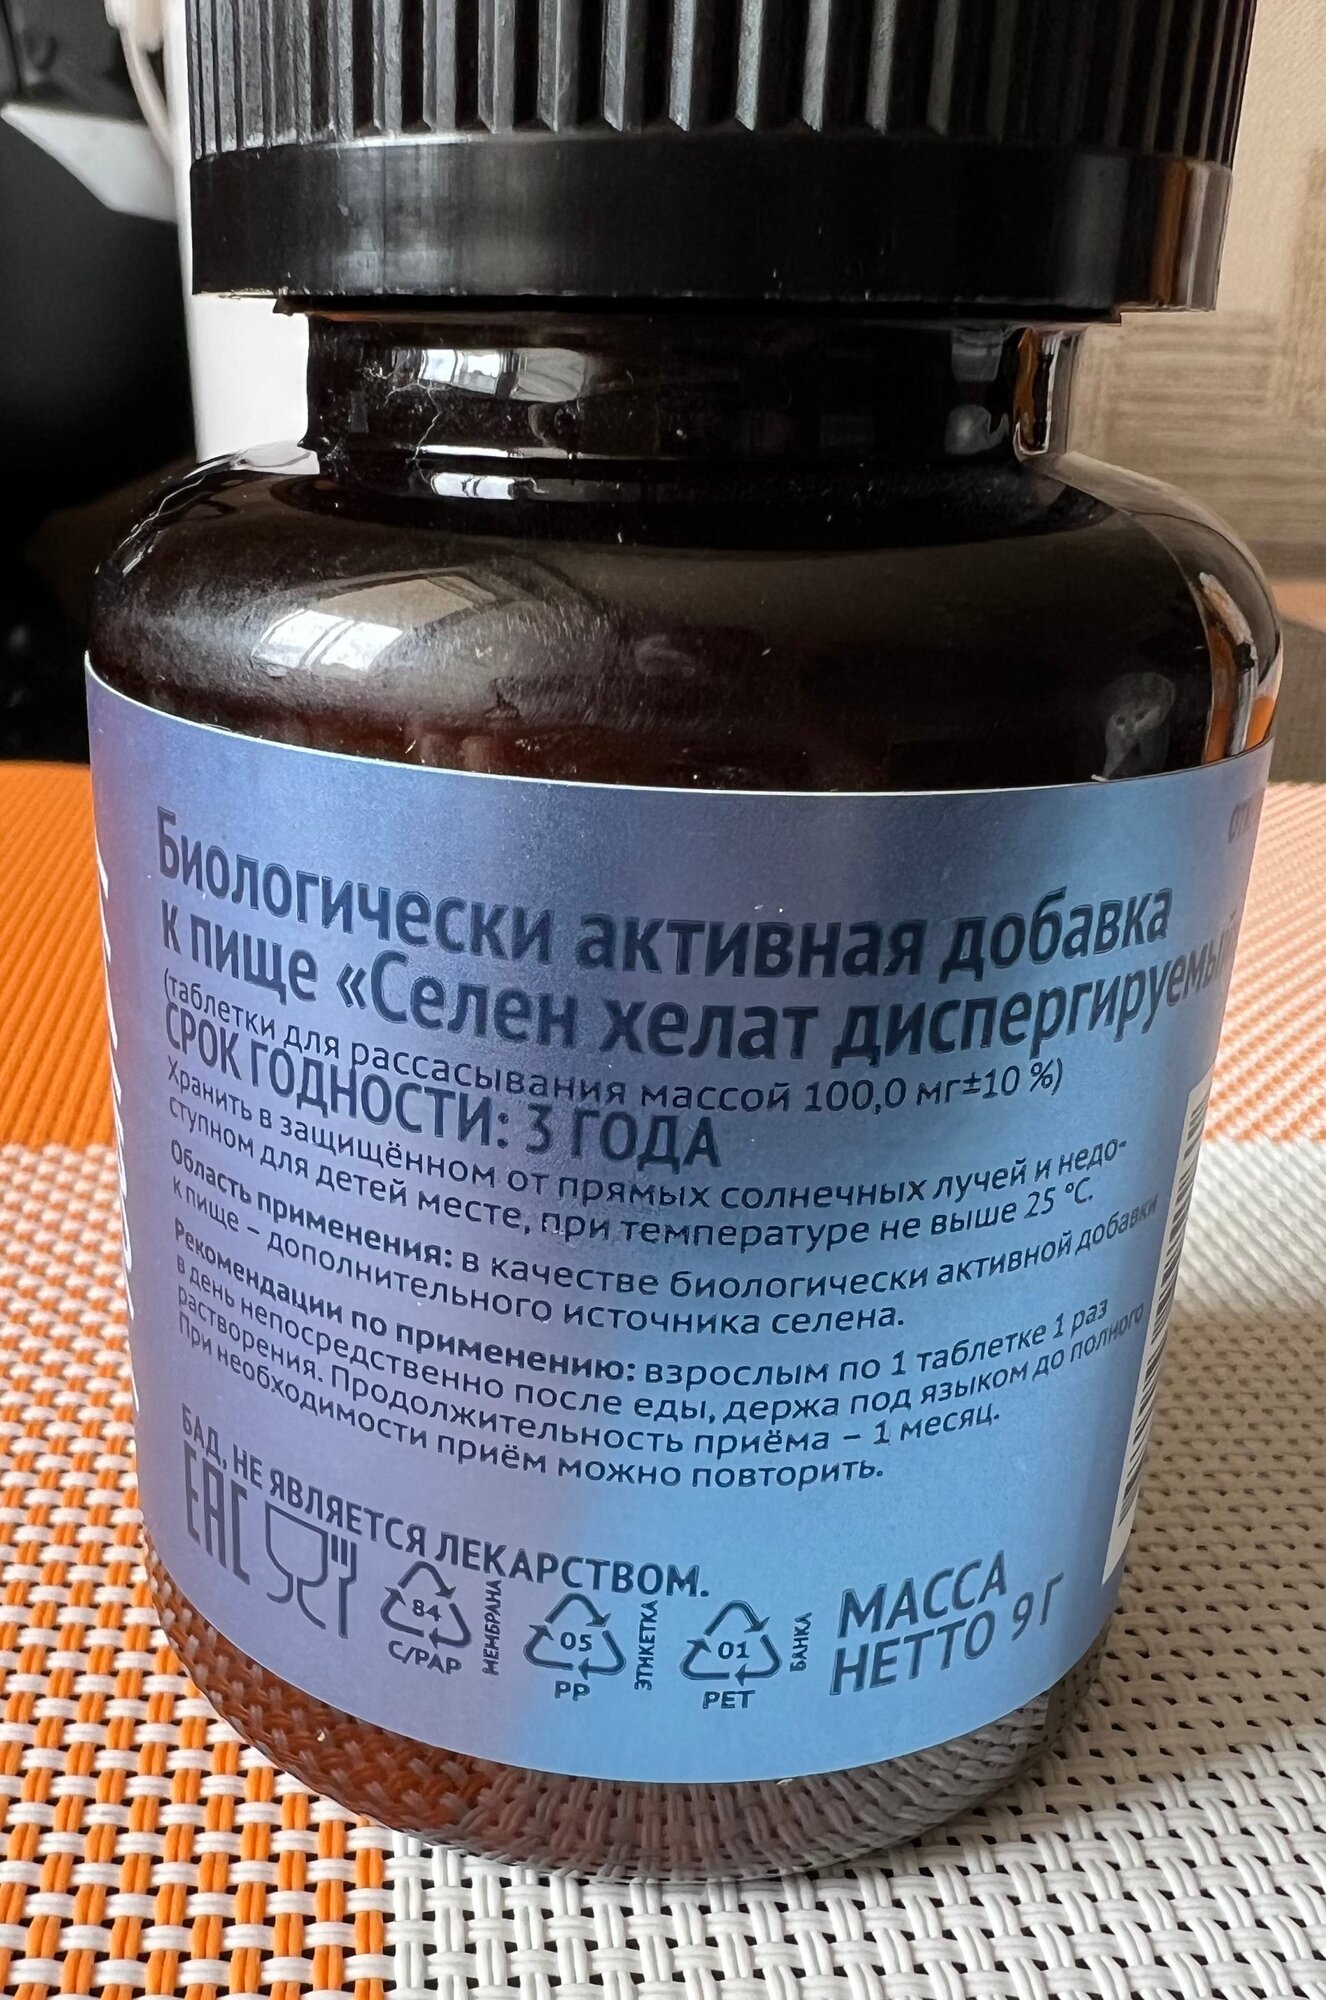 Биологически активная добавка
к пище «Селен хелат диспергируемый
(таблетки для рассасывания массой 100,0 мг±10 %)
СРОК ГОДНОСТИ: 3 ГОДА
Хранить в защищённом от прямых солнечных лучей и недо-
ступном для детей месте, при температуре не выше 25 °C.
Область применения: в качестве биологически активной добавки
к пище – дополнительного источника селена.
Рекомендации по применению: взрослым по 1 таблетке 1 раз
в день непосредственно после еды, держа под языком до полного
растворения. Продолжительность приёма – 1 месяц.
При необходимости приём можно повторить.
БАД, НЕ ЯВЛЯЕТСЯ ЛЕКАРСТВОМ.
EAC
84
C/PAP
МЕМБРАНА
05
PP
ЭТИКЕТКА
01
PET
БАНКА
МАССА
НЕТТО 9 Г